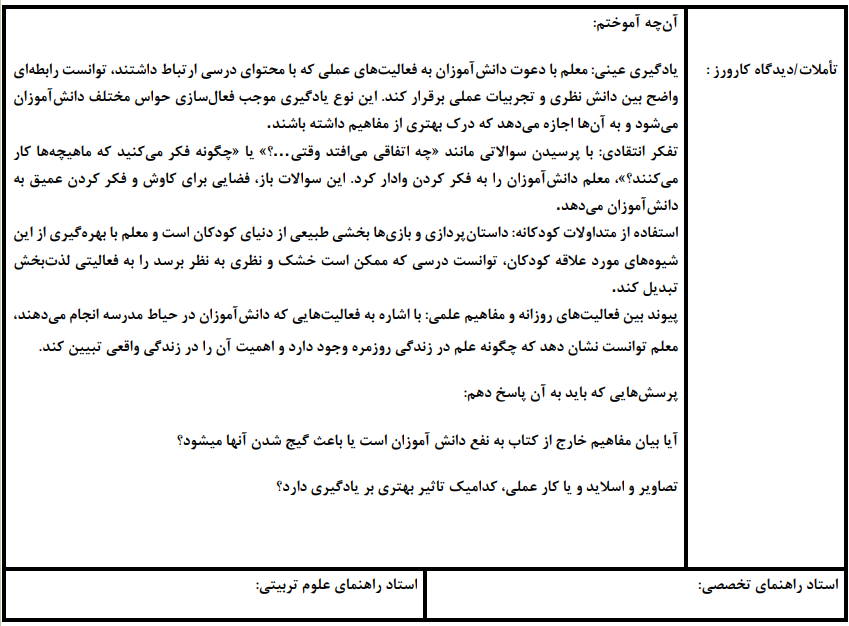 تأملات/دیدگاه کارورز :
آن‌چه آموختم:
یادگیری عینی: معلم با دعوت دانش‌آموزان به فعالیت‌های عملی که با محتوای درسی ارتباط داشتند، توانست رابطه‌ای
واضح بین دانش نظری و تجربیات عملی برقرار کند. این نوع یادگیری موجب فعال‌سازی حواس مختلف دانش‌آموزان
می‌شود و به آن‌ها اجازه می‌دهد که درک بهتری از مفاهیم داشته باشند.
تفکر انتقادی: با پرسیدن سوالاتی مانند «چه اتفاقی می‌افتد وقتی...؟» یا «چگونه فکر می‌کنید که ماهیچه‌ها کار
می‌کنند؟»، معلم دانش‌آموزان را به فکر کردن وادار کرد. این سوالات باز، فضایی برای کاوش و فکر کردن عمیق به
دانش‌آموزان می‌دهد.
استفاده از متداولات کودکانه: داستان‌پردازی و بازی‌ها بخشی طبیعی از دنیای کودکان است و معلم با بهره‌گیری از این
شیوه‌های مورد علاقه کودکان، توانست درسی که ممکن است خشک و نظری به نظر برسد را به فعالیتی لذت‌بخش
تبدیل کند.
پیوند بین فعالیت‌های روزانه و مفاهیم علمی: با اشاره به فعالیت‌هایی که دانش‌آموزان در حیاط مدرسه انجام می‌دهند،
معلم توانست نشان دهد که چگونه علم در زندگی روزمره وجود دارد و اهمیت آن را در زندگی واقعی تبیین کند.
پرسش‌هایی که باید به آن پاسخ دهم:
آیا بیان مفاهیم خارج از کتاب به نفع دانش آموزان است یا باعث گیج شدن آنها میشود؟
تصاویر و اسلاید و یا کار عملی، کدامیک تاثیر بهتری بر یادگیری دارد؟
استاد راهنمای تخصصی:
استاد راهنمای علوم تربیتی: